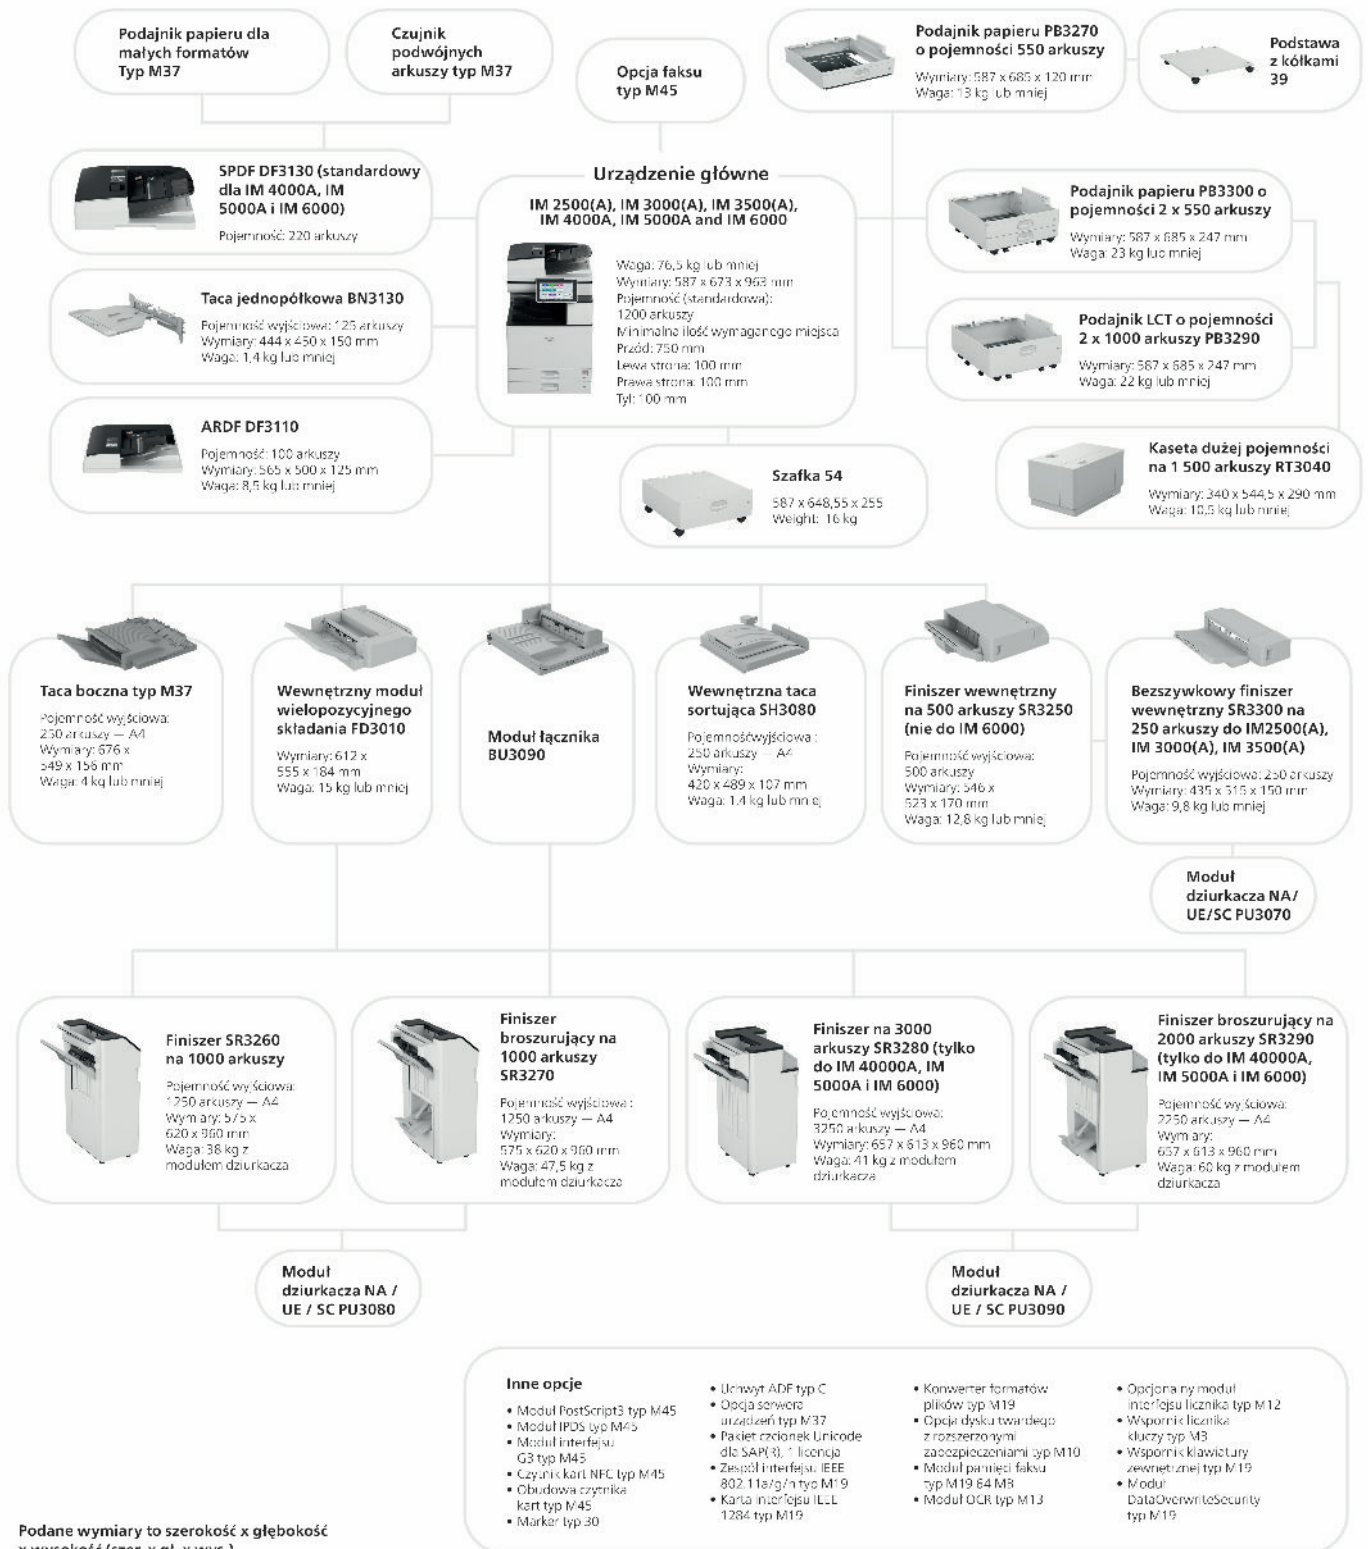 Podajnik papieru dla
małych formatów
Typ M37
Czujnik
podwójnych
arkuszy typ M37
Opcja faksu
typ M45
Podajnik papieru PB3270
o pojemności 550 arkuszy
Wymiary: 587 x 685 x 120 mm
Waga: 13 kg lub mniej
Podstawa
z kółkami
39
SPDF DF3130 (standardowy
dla IM 4000A, IM
5000A i IM 6000)
Pojemność: 220 arkuszy
Taca jednopółkowa BN3130
Pojemność wyjściowa: 125 arkuszy
Wymiary: 444 x 450 x 150 mm
Waga: 1,4 kg lub mniej
ARDF DF3110
Pojemność: 100 arkuszy
Wymiary: 565 x 500 x 125 mm
Waga: 8,5 kg lub mniej
Urządzenie główne
IM 2500(A), IM 3000(A), IM 3500(A),
IM 4000A, IM 5000A and IM 6000
Waga: 76,5 kg lub mniej
Wymiary: 587 x 673 x 963 mm
Pojemność (standardowa):
1200 arkuszy
Minimalna ilość wymaganego miejsca
Przód: 750 mm
Lewa strona: 100 mm
Prawa strona: 100 mm
Tył: 100 mm
Podajnik papieru PB3300 o
pojemności 2 x 550 arkuszy
Wymiary: 587 x 685 x 247 mm
Waga: 23 kg lub mniej
Podajnik LCT o pojemności
2 x 1000 arkuszy PB3290
Wymiary: 587 x 685 x 247 mm
Waga: 22 kg lub mniej
Kaseta dużej pojemności
na 1 500 arkuszy RT3040
Wymiary: 340 x 544,5 x 290 mm
Waga: 10,5 kg lub mniej
Szafka 54
587 x 648,55 x 255
Weight: 16 kg
Taca boczna typ M37
Pojemność wyjściowa:
250 arkuszy — A4
Wymiary: 676 x
549 x 156 mm
Waga: 4 kg lub mniej
Wewnętrzny moduł
wielopozycyjnego
składania FD3010
Wymiary: 612 x
555 x 184 mm
Waga: 15 kg lub mniej
Moduł łącznika
BU3090
Wewnętrzna taca
sortująca SH3080
Pojemnośćwyjściowa :
250 arkuszy — A4
Wymiary:
420 x 489 x 107 mm
Waga: 1,4 kg lub mniej
Finiszer wewnętrzny
na 500 arkuszy SR3250
(nie do IM 6000)
Pojemność wyjściowa:
500 arkuszy
Wymiary: 546 x
523 x 170 mm
Waga: 12,8 kg lub mniej
Bezszywkowy finiszer
wewnętrzny SR3300 na
250 arkuszy do IM2500(A),
IM 3000(A), IM 3500(A)
Pojemność wyjściowa: 250 arkuszy
Wymiary: 435 x 515 x 150 mm
Waga: 9,8 kg lub mniej
Moduł
dziurkacza NA/
UE/SC PU3070
Finiszer SR3260
na 1000 arkuszy
Pojemność wyjściowa:
1250 arkuszy — A4
Wymiary: 575 x
620 x 960 mm
Waga: 38 kg z
modułem dziurkacza
Finiszer
broszurujący na
1000 arkuszy
SR3270
Pojemność wyjściowa :
1250 arkuszy — A4
Wymiary:
575 x 620 x 960 mm
Waga: 47,5 kg z
modułem dziurkacza
Finiszer na 3000
arkuszy SR3280 (tylko
do IM 40000A, IM
5000A i IM 6000)
Pojemność wyjściowa:
3250 arkuszy — A4
Wymiary: 657 x 613 x 960 mm
Waga: 41 kg z modułem
dziurkacza
Finiszer broszurujący na
2000 arkuszy SR3290
(tylko do IM 40000A,
IM 5000A i IM 6000)
Pojemność wyjściowa:
2250 arkuszy — A4
Wymiary:
657 x 613 x 960 mm
Waga: 60 kg z modułem
dziurkacza
Moduł
dziurkacza NA /
UE / SC PU3080
Moduł
dziurkacza NA /
UE / SC PU3090
Inne opcje
• Moduł PostScript3 typ M45
• Moduł IPDS typ M45
• Moduł interfejsu
G3 typ M45
• Czytnik kart NFC typ M45
• Obudowa czytnika
kart typ M45
• Marker typ 30
• Uchwyt ADF typ C
• Opcja serwera
urządzeń typ M37
• Pakiet czcionek Unicode
dla SAP(R), 1 licencja
• Zespół interfejsu IEEE
802.11a/g/n typ M19
• Karta interfejsu IEEE
1284 typ M19
• Konwerter formatów
plików typ M19
• Opcja dysku twardego
z rozszerzonymi
zabezpieczeniami typ M10
• Moduł pamięci faksu
typ M19 64 MB
• Moduł OCR typ M13
• Opcjonalny moduł
interfejsu licznika typ M12
• Wspornik licznika
kluczy typ M3
• Wspornik klawiatury
zewnętrznej typ M19
• Moduł
DataOverwriteSecurity
typ M19
Podane wymiary to szerokość x głębokość
x wysokość (szer. x gł. x wys.)